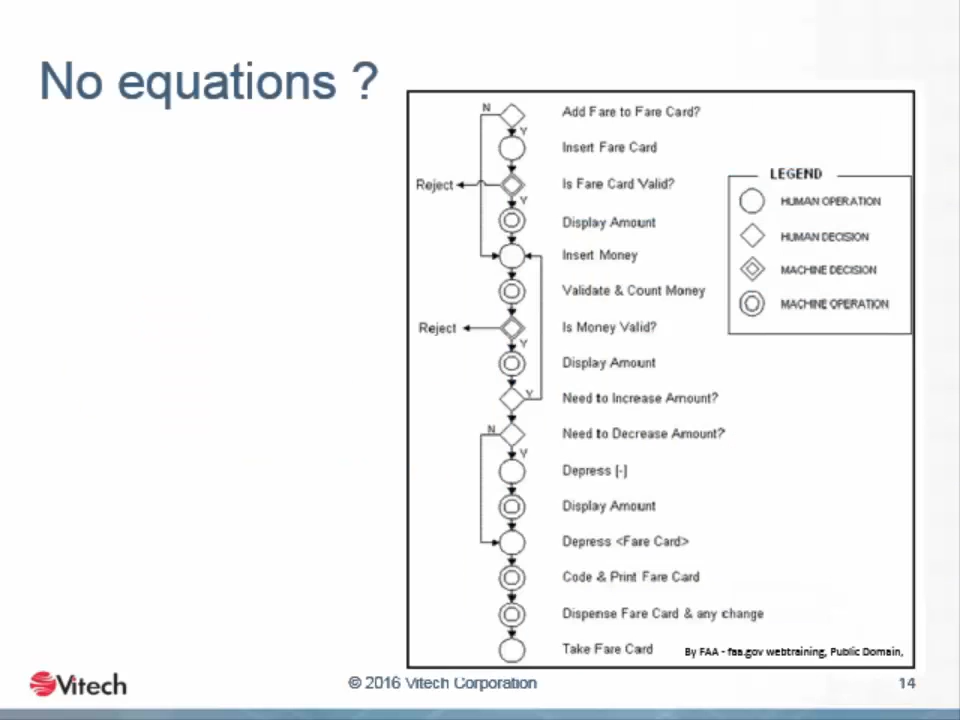 No equations ?
N
Add Fare to Fare Card?
Y
Insert Fare Card
Reject
Is Fare Card Valid?
Y
Display Amount
Insert Money
Validate & Count Money
Reject
Is Money Valid?
Y
Display Amount
Y
Need to Increase Amount?
N
Need to Decrease Amount?
Y
Depress [-]
Display Amount
Depress <Fare Card>
Code & Print Fare Card
Dispense Fare Card & any change
Take Fare Card
LEGEND
HUMAN OPERATION
HUMAN DECISION
MACHINE DECISION
MACHINE OPERATION
By FAA - faa.gov webtraining, Public Domain,
Vitech
© 2016 Vitech Corporation
14